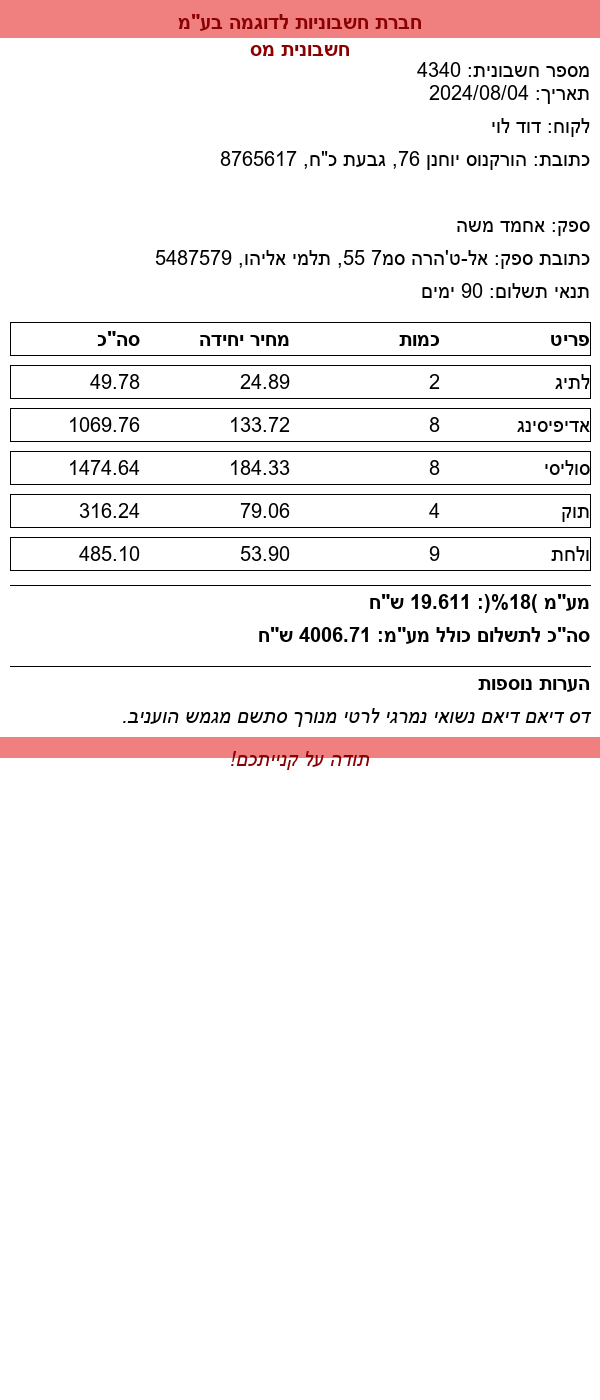 חברת חשבוניות לדוגמה בע"מ
חשבונית מס
מספר חשבונית: 4340
תאריך: 2024/08/04
לקוח: דוד לוי
כתובת: הורקנוס יוחנן 76, גבעת כ"ח, 8765617
ספק: אחמד משה
כתובת ספק: אל-ט'הרה סמ7 55, תלמי אליהו, 5487579
תנאי תשלום: 90 ימים
פריט כמות מחיר יחידה סה"כ
לתיג 2 24.89 49.78
אדיפיסינג 8 133.72 1069.76
סוליסי 8 184.33 1474.64
תוק 4 79.06 316.24
ולחת 9 53.90 485.10
מע"מ )18%(: 19.611 ש"ח
סה"כ לתשלום כולל מע"מ: 4006.71 ש"ח
הערות נוספות
דס דיאם דיאם נשואי נמרגי לרטי מנורך סתשם מגמש הועניב.
תודה על קנייתכם!